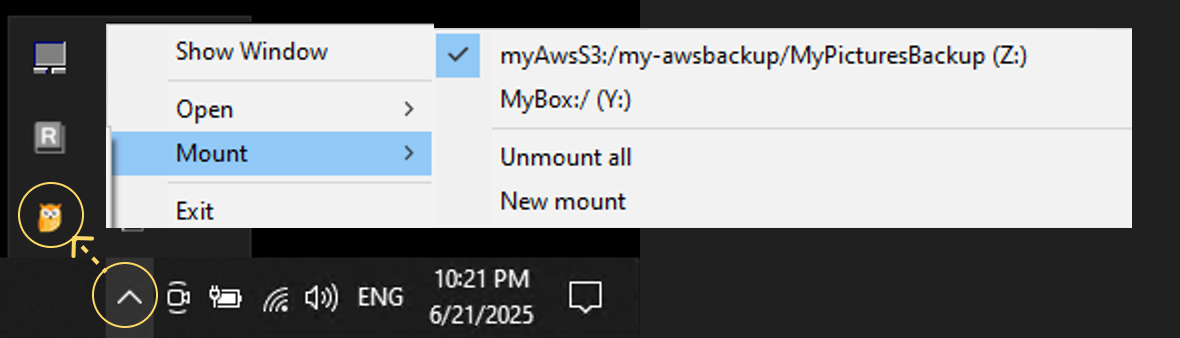 Show Window
Open
Mount
Exit
myAwsS3:/my-awsbackup/MyPicturesBackup (Z:)
MyBox:/ (Y:)
Unmount all
New mount
R
ENG
10:21 PM
6/21/2025